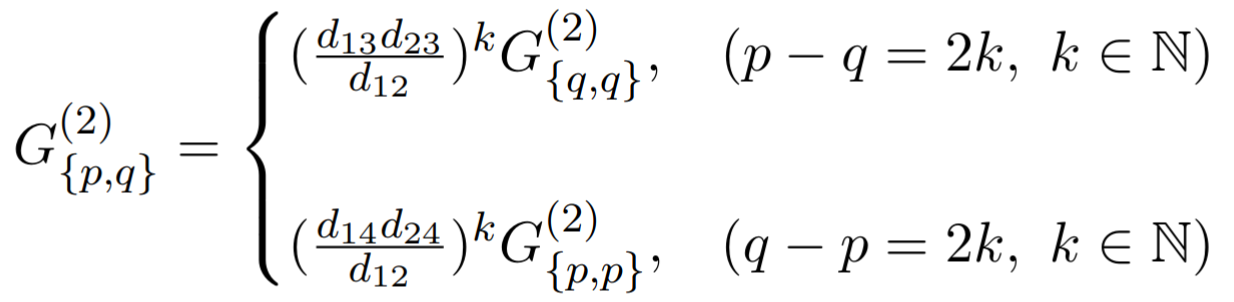 G^{(2)}_{\{p,q\}} = \begin{cases} (\frac{d_{13}d_{23}}{d_{12}})^k G^{(2)}_{\{q,q\}}, & (p - q = 2k,\ k \in \mathbb{N}) \\ (\frac{d_{14}d_{24}}{d_{12}})^k G^{(2)}_{\{p,p\}}, & (q - p = 2k,\ k \in \mathbb{N}) \end{cases}